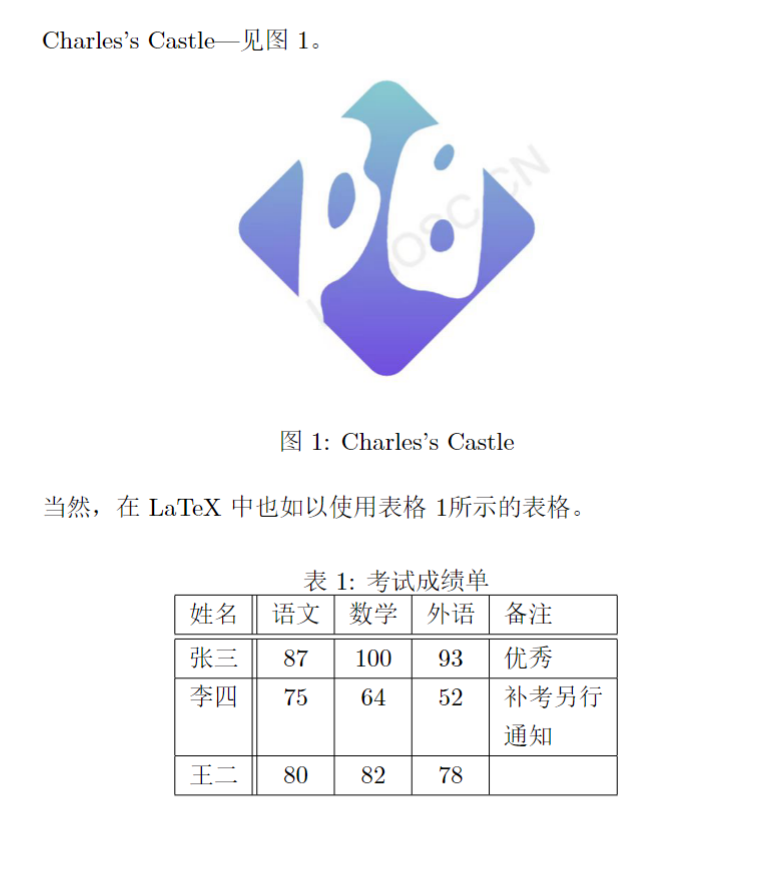 Charles's Castle—见图 1。
图 1: Charles's Castle
当然，在 LaTeX 中也如以使用表格 1所示的表格。
表 1: 考试成绩单
姓名 语文 数学 外语 备注
张三 87 100 93 优秀
李四 75 64 52 补考另行
通知
王二 80 82 78